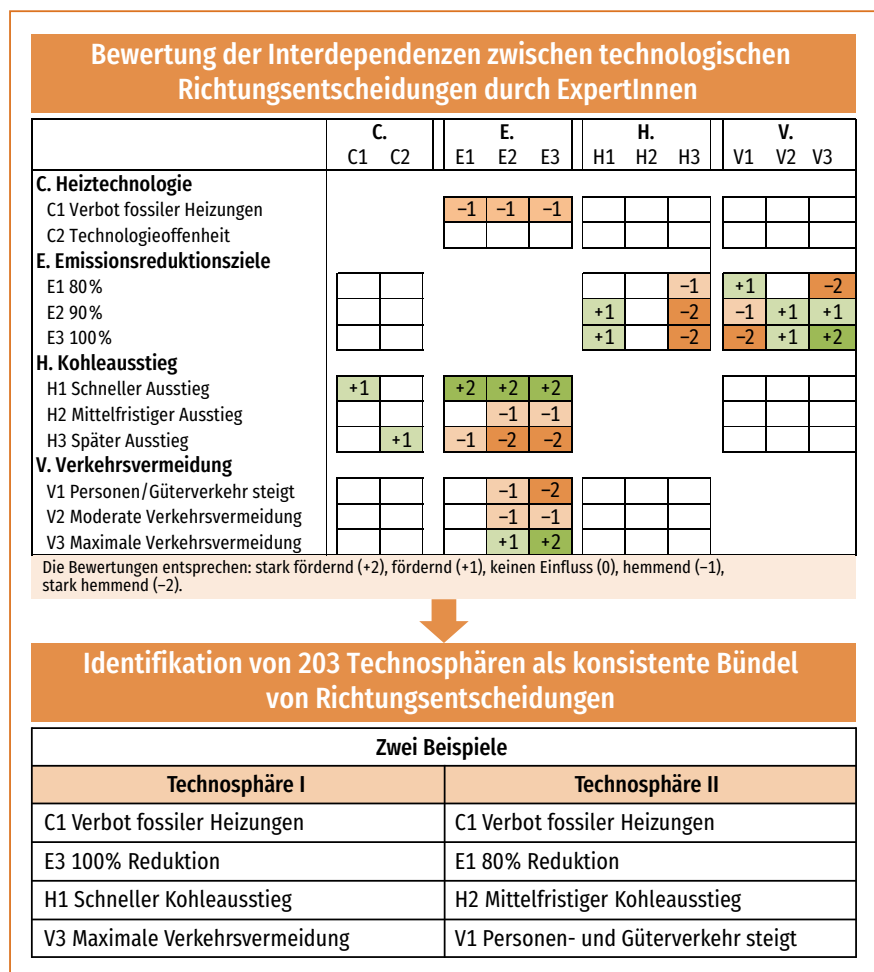 Bewertung der Interdependenzen zwischen technologischen
Richtungsentscheidungen durch ExpertInnen
C. E. H. V.
C1 C2 E1 E2 E3 H1 H2 H3 V1 V2 V3
C. Heiztechnologie
C1 Verbot fossiler Heizungen −1 −1 −1
C2 Technologieoffenheit
E. Emissionsreduktionsziele
E1 80% −1 +1 −2
E2 90% +1 −2 −1 +1 +1
E3 100% +1 −2 −2 +1 +2
H. Kohleausstieg
H1 Schneller Ausstieg +1 +2 +2 +2
H2 Mittelfristiger Ausstieg −1 −1
H3 Später Ausstieg +1 −1 −2 −2
V. Verkehrsvermeidung
V1 Personen/Güterverkehr steigt −1 −2
V2 Moderate Verkehrsvermeidung −1 −1
V3 Maximale Verkehrsvermeidung +1 +2
Die Bewertungen entsprechen: stark fördernd (+2), fördernd (+1), keinen Einfluss (0), hemmend (−1),
stark hemmend (−2).
Identifikation von 203 Technosphären als konsistente Bündel
von Richtungsentscheidungen
Zwei Beispiele
Technosphäre I Technosphäre II
C1 Verbot fossiler Heizungen C1 Verbot fossiler Heizungen
E3 100% Reduktion E1 80% Reduktion
H1 Schneller Kohleausstieg H2 Mittelfristiger Kohleausstieg
V3 Maximale Verkehrsvermeidung V1 Personen- und Güterverkehr steigt